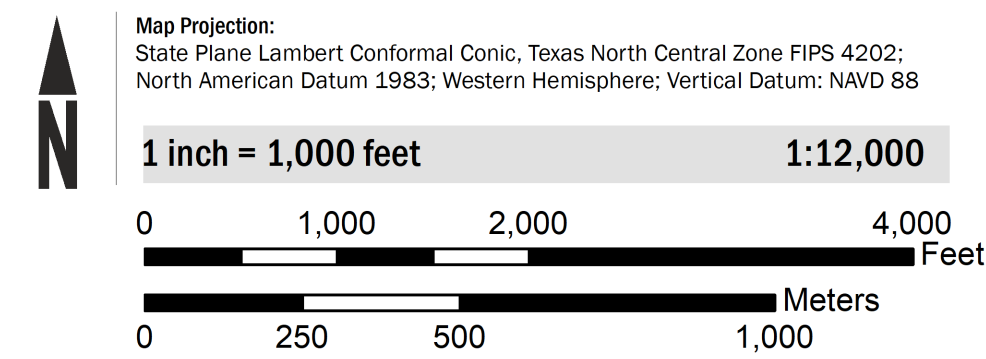 N
Map Projection:
State Plane Lambert Conformal Conic, Texas North Central Zone FIPS 4202;
North American Datum 1983; Western Hemisphere; Vertical Datum: NAVD 88
1 inch = 1,000 feet 1:12,000
0 1,000 2,000 4,000
Feet
Meters
0 250 500 1,000